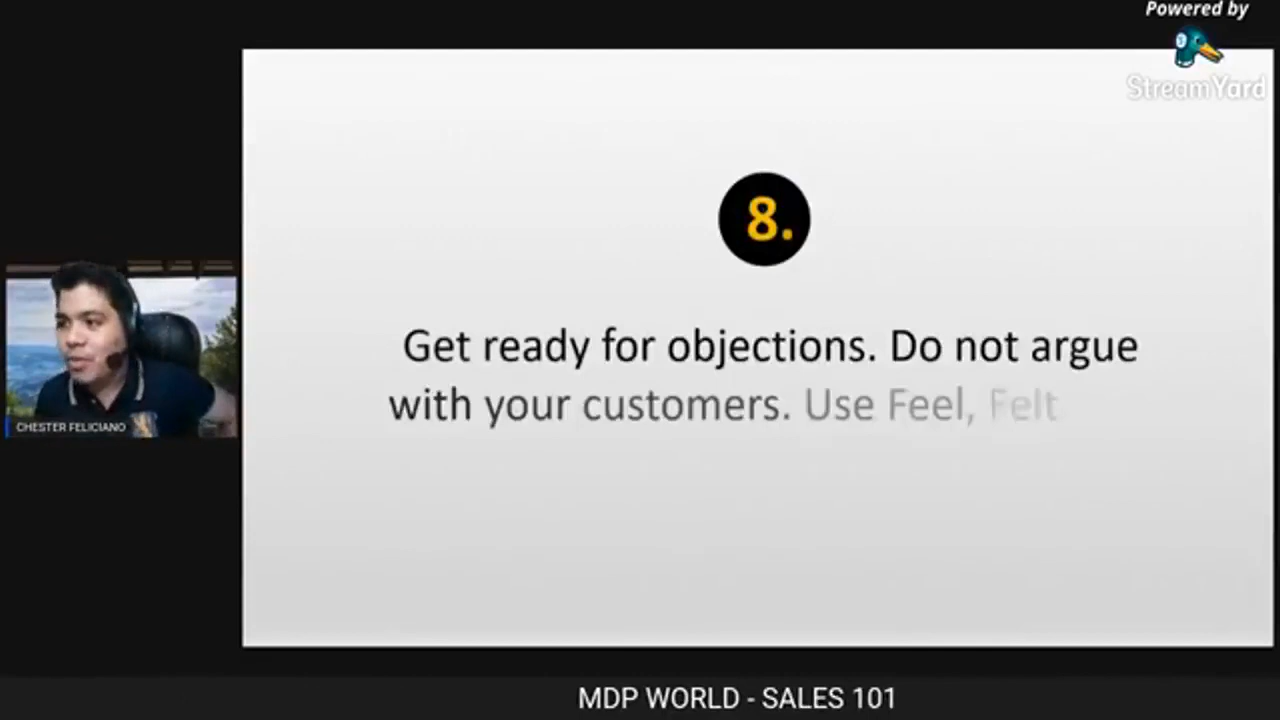 Powered by
StreamYard
8.
Get ready for objections. Do not argue
with your customers. Use Feel, Felt
CHESTER FELICIANO
MDP WORLD - SALES 101